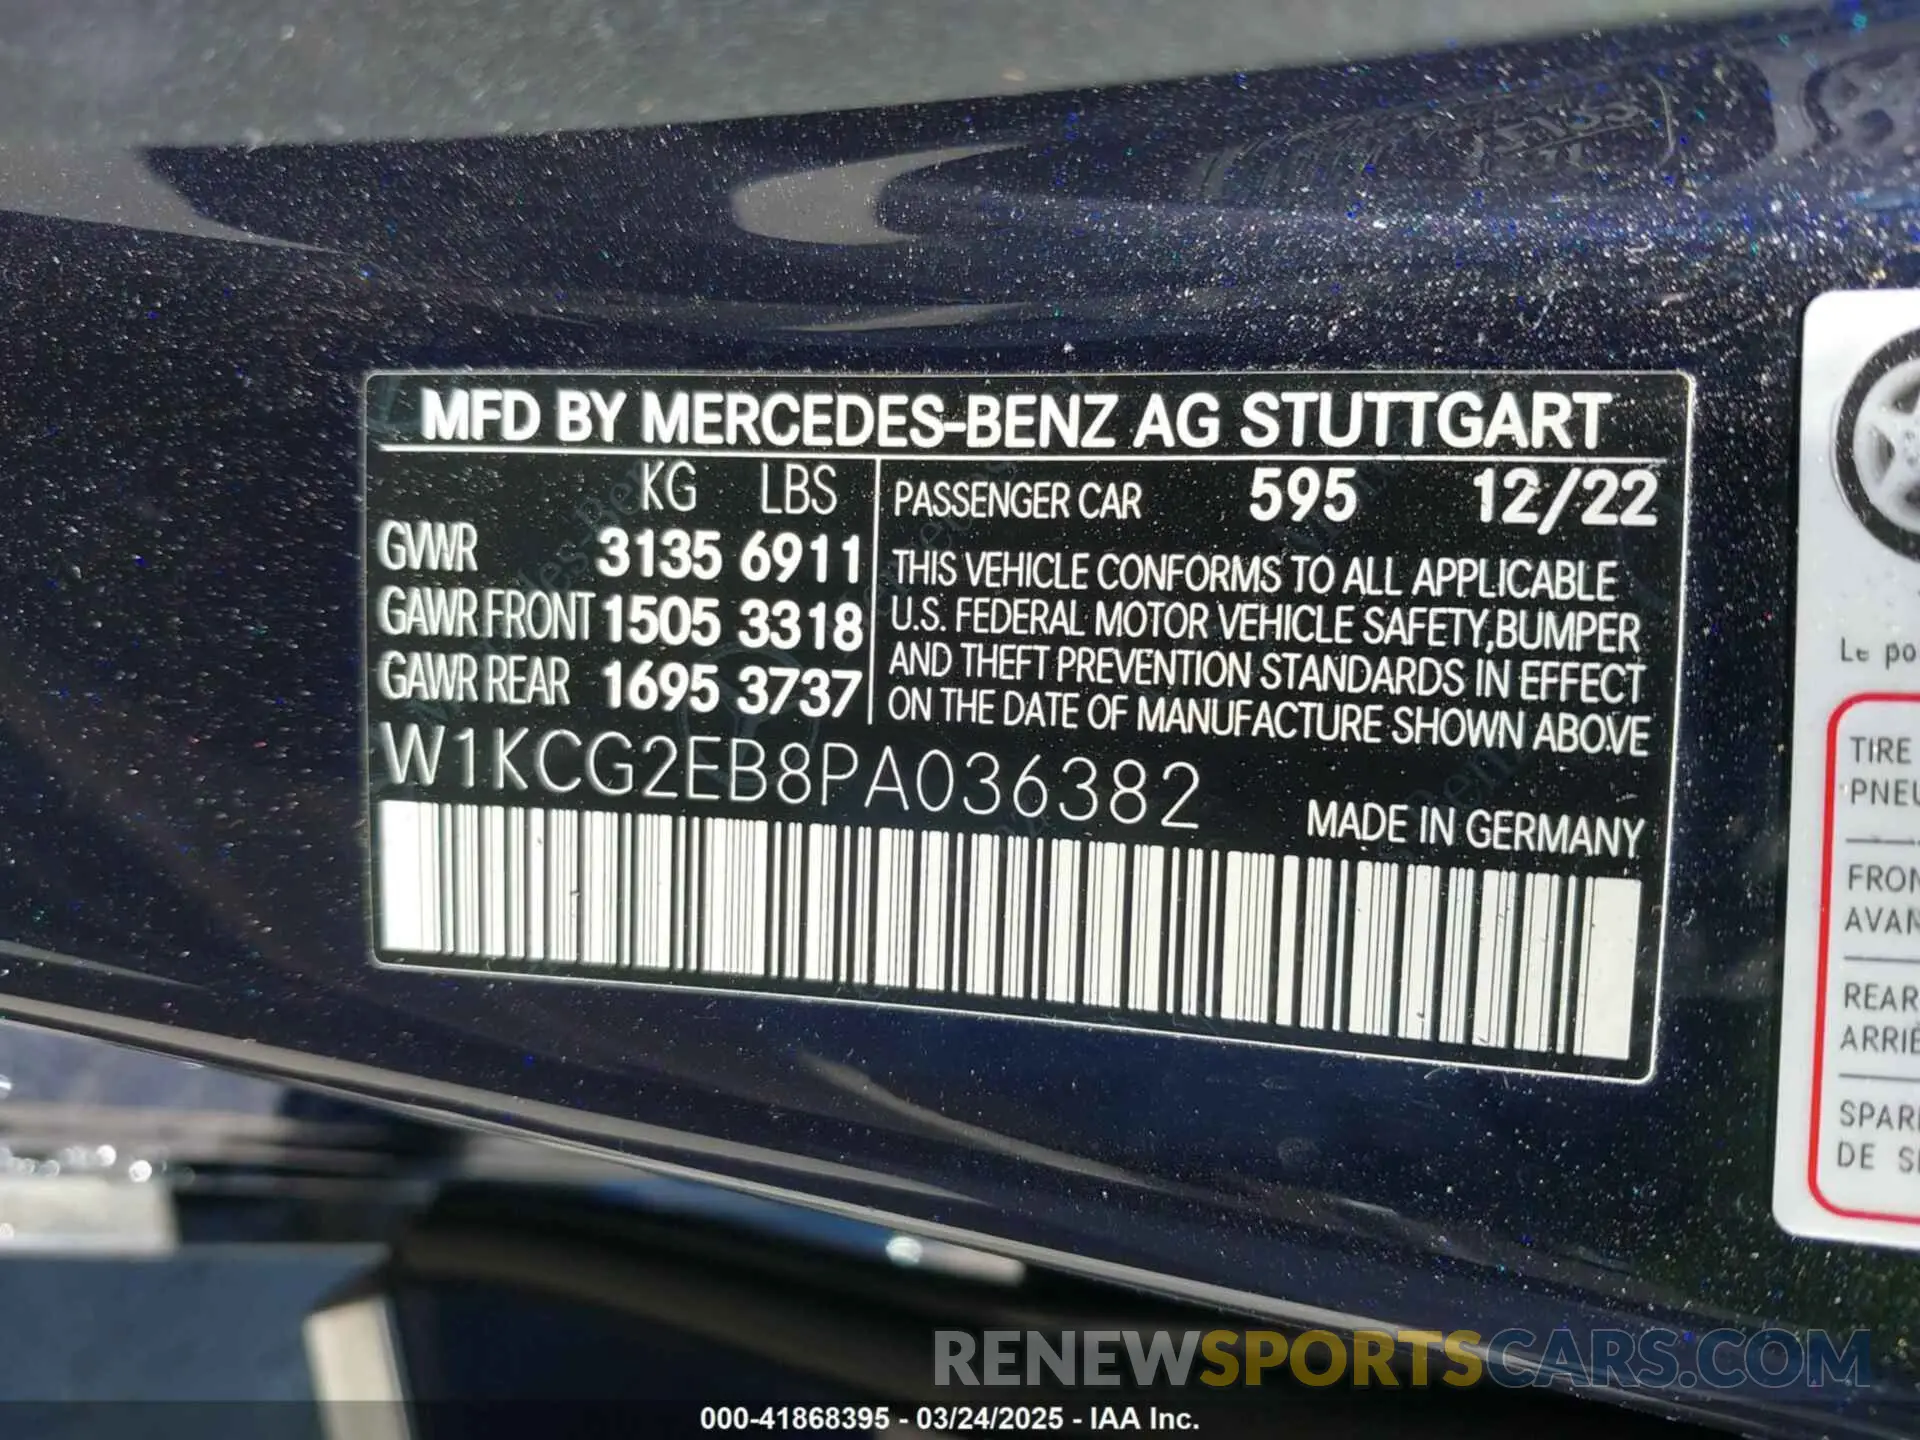 MFD BY MERCEDES-BENZ AG STUTTGART
KG LBS
GVWR 3135 6911
GAWR FRONT 1505 3318
GAWR REAR 1695 3737
PASSENGER CAR 595 12/22
THIS VEHICLE CONFORMS TO ALL APPLICABLE
U.S. FEDERAL MOTOR VEHICLE SAFETY,BUMPER
AND THEFT PREVENTION STANDARDS IN EFFECT
ON THE DATE OF MANUFACTURE SHOWN ABOVE
W1KCG2EB8PA036382
MADE IN GERMANY
Le po
TIRE
PNEU
FRON
AVAN
REAR
ARRIÈ
SPAR
DE S
RENEWSPORTSCARS.COM
000-41868395 - 03/24/2025 - IAA Inc.